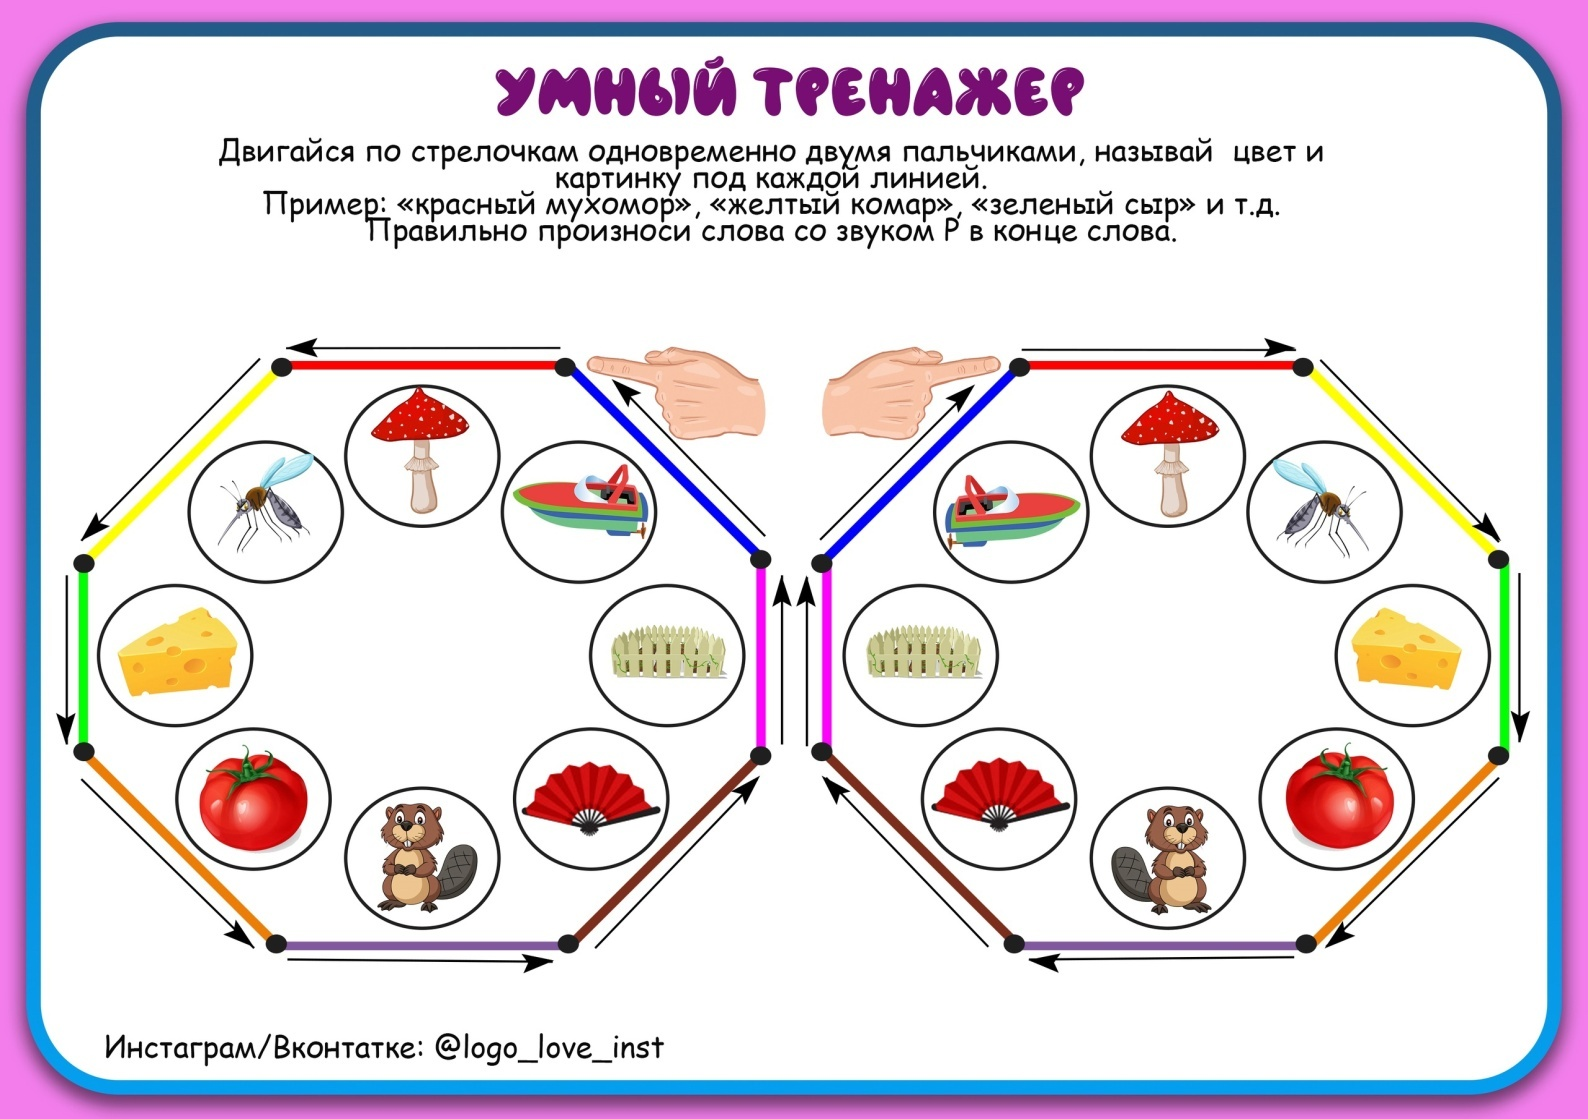 УМНЫЙ ТРЕНАЖЕР
Двигайся по стрелочкам одновременно двумя пальчиками, называй цвет и
картинку под каждой линией.
Пример: «красный мухомор», «желтый комар», «зеленый сыр» и т.д.
Правильно произноси слова со звуком Р в конце слова.
Инстаграм/Вконтатке: @logo_love_inst